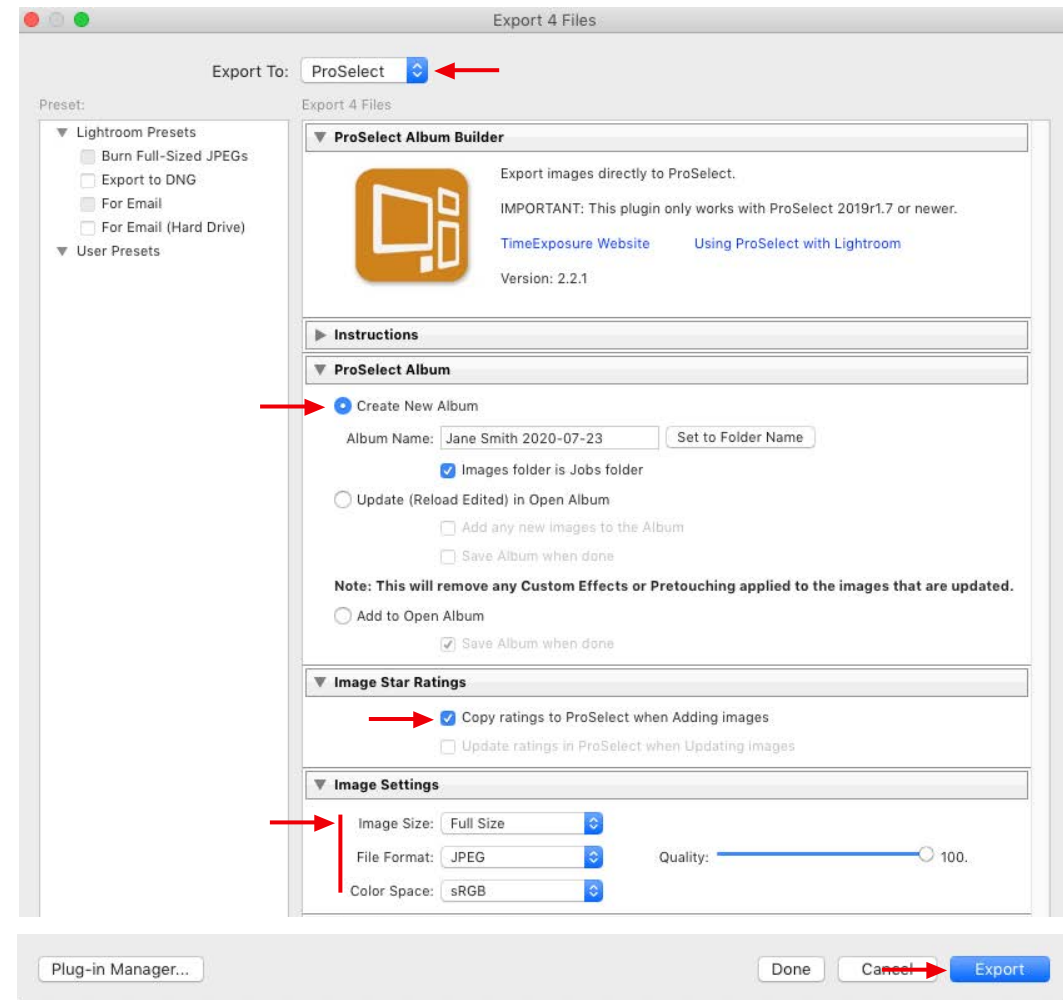 Export 4 Files
Export To: ProSelect
Preset:
Export 4 Files
Lightroom Presets
Burn Full-Sized JPEGs
Export to DNG
For Email
For Email (Hard Drive)
User Presets
ProSelect Album Builder
Export images directly to ProSelect.
IMPORTANT: This plugin only works with ProSelect 2019r1.7 or newer.
TimeExposure Website Using ProSelect with Lightroom
Version: 2.2.1
Instructions
ProSelect Album
Create New Album
Album Name: Jane Smith 2020-07-23 Set to Folder Name
Images folder is Jobs folder
Update (Reload Edited) in Open Album
Add any new images to the Album
Save Album when done
Note: This will remove any Custom Effects or Pretouching applied to the images that are updated.
Add to Open Album
Save Album when done
Image Star Ratings
Copy ratings to ProSelect when Adding images
Update ratings in ProSelect when Updating images
Image Settings
Image Size: Full Size
File Format: JPEG Quality: 100.
Color Space: sRGB
Plug-in Manager... Done Cancel Export